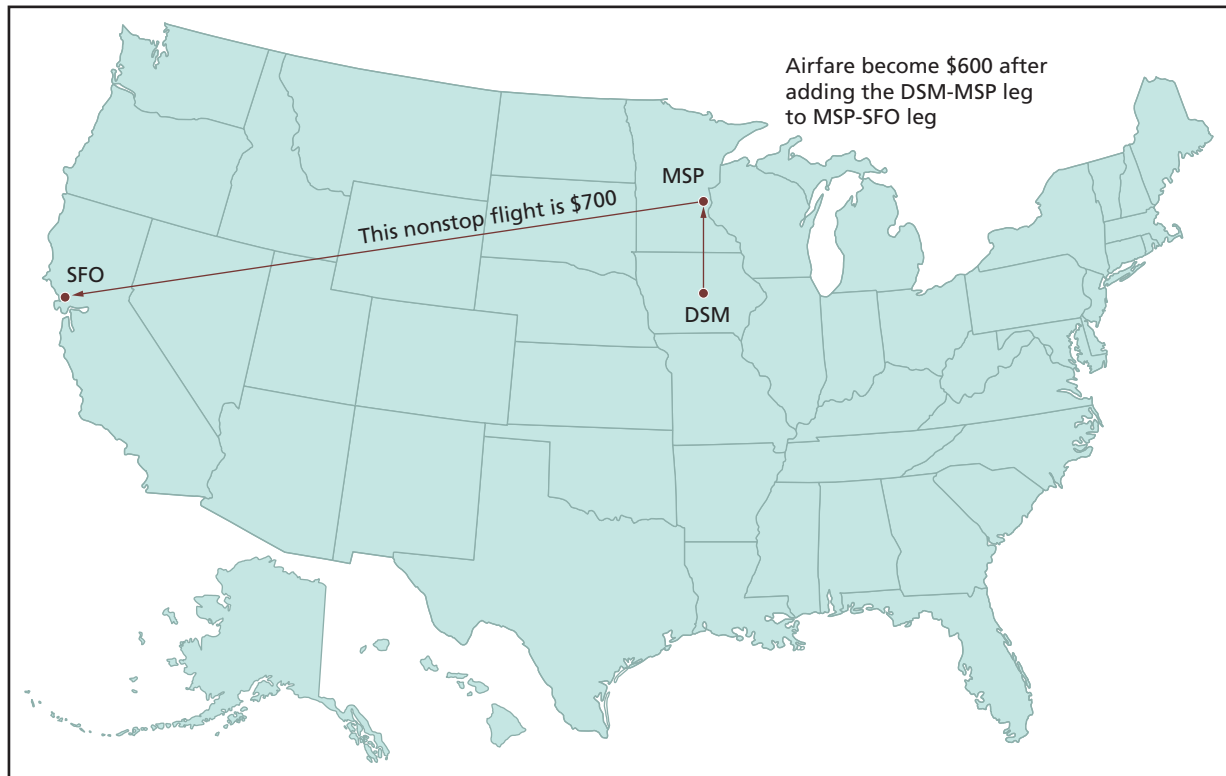 Airfare become $600 after
adding the DSM-MSP leg
to MSP-SFO leg
MSP
This nonstop flight is $700
SFO
DSM